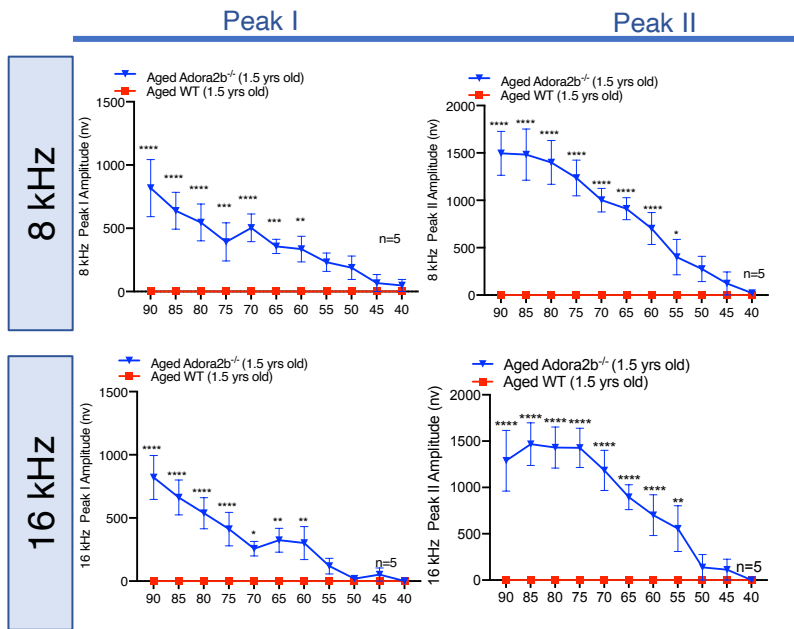 Peak I
Peak II
8 kHz
Aged Adora2b-/- (1.5 yrs old)
Aged WT (1.5 yrs old)
8 kHz Peak I Amplitude (nv)
1500
1000
500
0
**** **** **** *** **** *** **
n=5
90 85 80 75 70 65 60 55 50 45 40
Aged Adora2b-/- (1.5 yrs old)
Aged WT (1.5 yrs old)
8 kHz Peak II Amplitude (nv)
2000
1500
1000
500
0
**** **** **** **** **** **** **** *
n=5
90 85 80 75 70 65 60 55 50 45 40
16 kHz
Aged Adora2b-/- (1.5 yrs old)
Aged WT (1.5 yrs old)
16 kHz Peak I Amplitude (nv)
1500
1000
500
0
**** **** **** **** * ** **
n=5
90 85 80 75 70 65 60 55 50 45 40
Aged Adora2b-/- (1.5 yrs old)
Aged WT (1.5 yrs old)
16 kHz Peak II Amplitude (nv)
2000
1500
1000
500
0
**** **** **** **** **** **** **** **
n=5
90 85 80 75 70 65 60 55 50 45 40